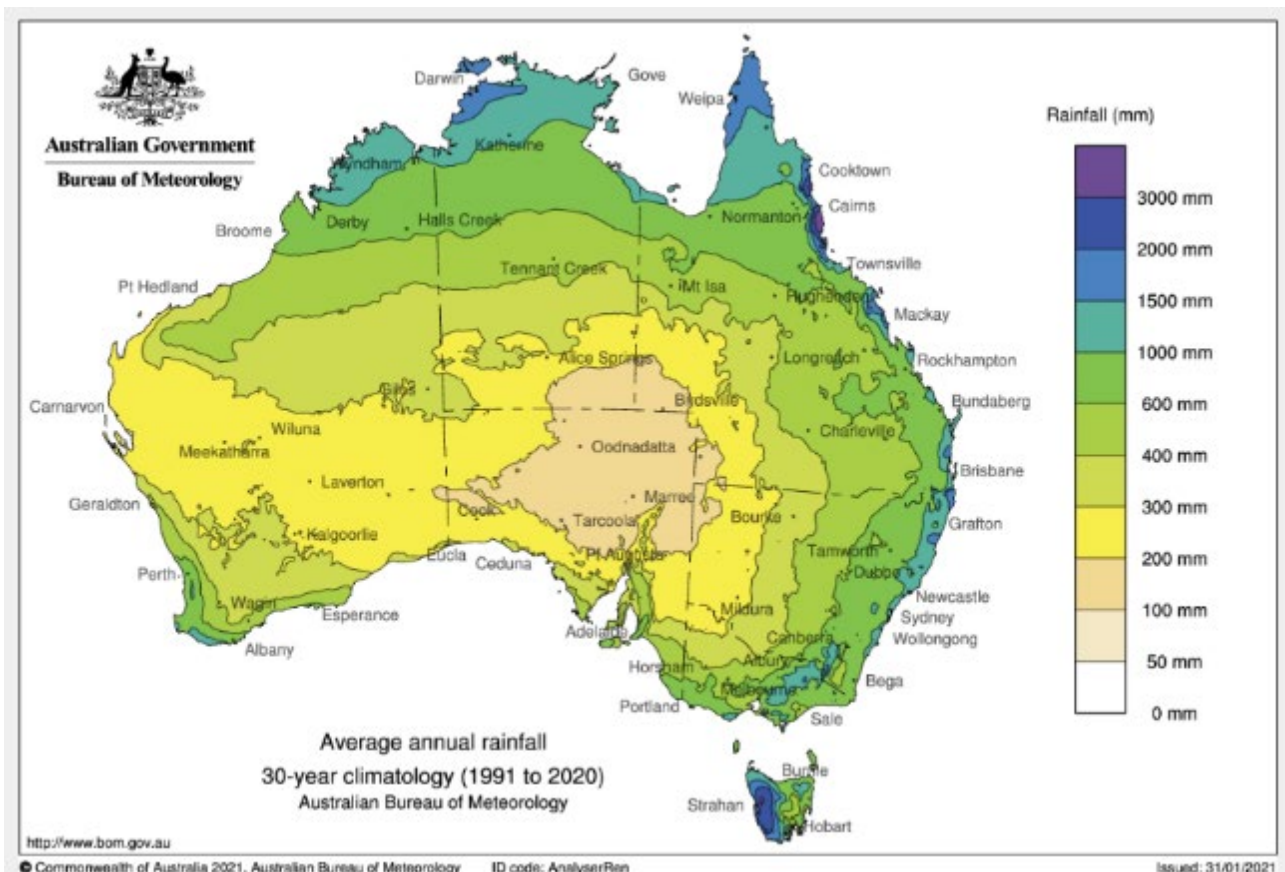 Australian Government
Bureau of Meteorology
Darwin
Gove
Weipa
Katherine
Wyndham
Cooktown
Cairns
Normanton
Derby
Halls Creek
Broome
Townsville
Tennant Creek
Mt Isa
Hughenden
Pt Hedland
Mackay
Alice Springs
Longreach
Rockhampton
Giles
Birdsville
Bundaberg
Carnarvon
Wiluna
Charleville
Meekatharra
Oodnadatta
Brisbane
Laverton
Marree
Geraldton
Cook
Tarcoola
Bourke
Grafton
Kalgoorlie
Eucla
Pt Augusta
Tamworth
Ceduna
Perth
Dubbo
Wagin
Mildura
Newcastle
Esperance
Sydney
Adelaide
Canberra
Wollongong
Albany
Horsham
Albury
Melbourne
Bega
Portland
Sale
Burnie
Strahan
Hobart
Rainfall (mm)
3000 mm
2000 mm
1500 mm
1000 mm
600 mm
400 mm
300 mm
200 mm
100 mm
50 mm
0 mm
Average annual rainfall
30-year climatology (1991 to 2020)
Australian Bureau of Meteorology
http://www.bom.gov.au
© Commonwealth of Australia 2021, Australian Bureau of Meteorology ID code: AnalyserRen Issued: 31/01/2021